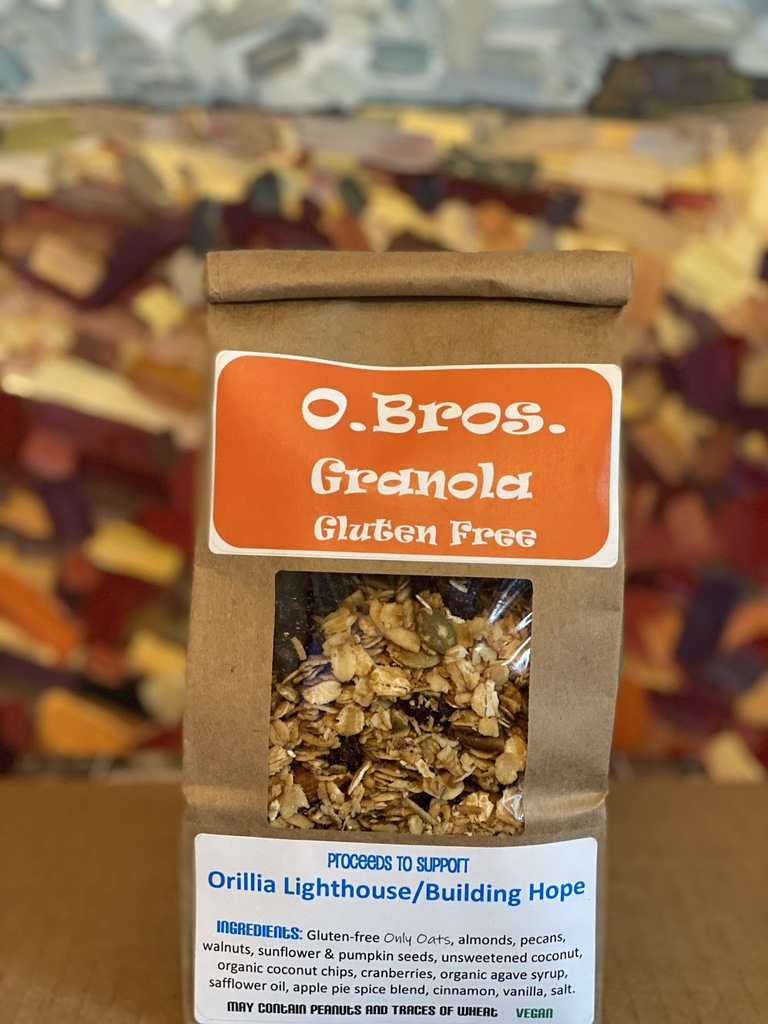 O.Bros.
Granola
Gluten Free
Proceeds to support
Orillia Lighthouse/Building Hope
Ingredients: Gluten-free Only Oats, almonds, pecans,
walnuts, sunflower & pumpkin seeds, unsweetened coconut,
organic coconut chips, cranberries, organic agave syrup,
safflower oil, apple pie spice blend, cinnamon, vanilla, salt.
MAY CONTAIN PEANUTS AND TRACES OF WHEAT VEGAN